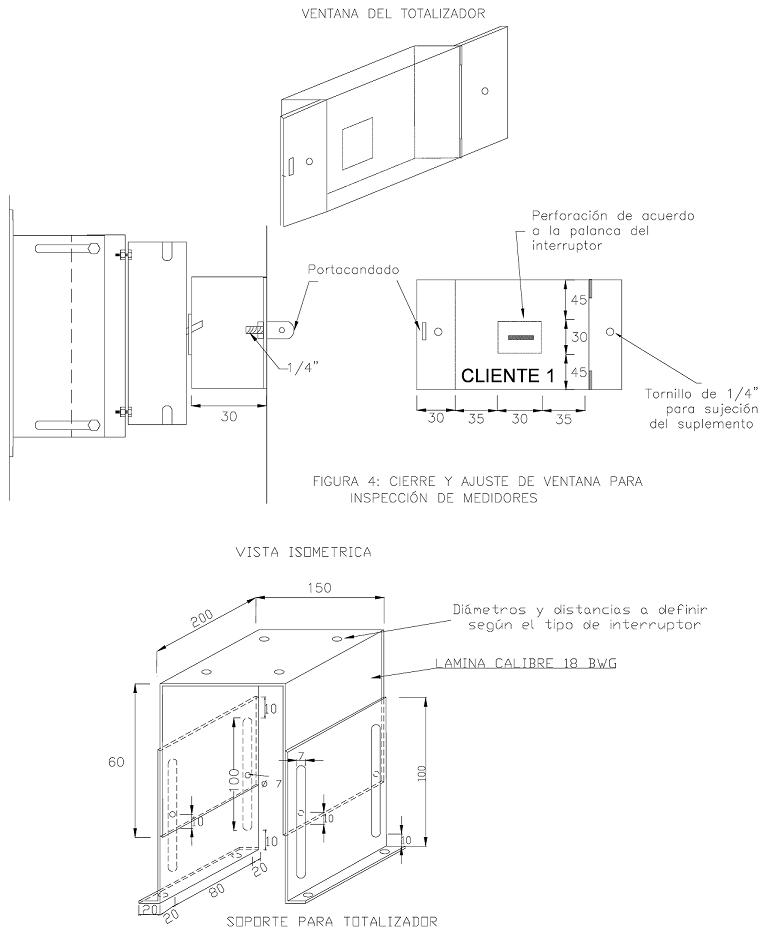 VENTANA DEL TOTALIZADOR
Perforación de acuerdo
a la palanca del
interruptor
Portacandado
1/4"
30
45
30
45
CLIENTE 1
30
35
30
35
Tornillo de 1/4"
para sujeción
del suplemento
FIGURA 4: CIERRE Y AJUSTE DE VENTANA PARA
INSPECCIÓN DE MEDIDORES
VISTA ISOMETRICA
200
150
Diámetros y distancias a definir
según el tipo de interruptor
LAMINA CALIBRE 18 BWG
60
10
100
ø 7
7
10
10
10
100
10
20
20
80
20
SOPORTE PARA TOTALIZADOR